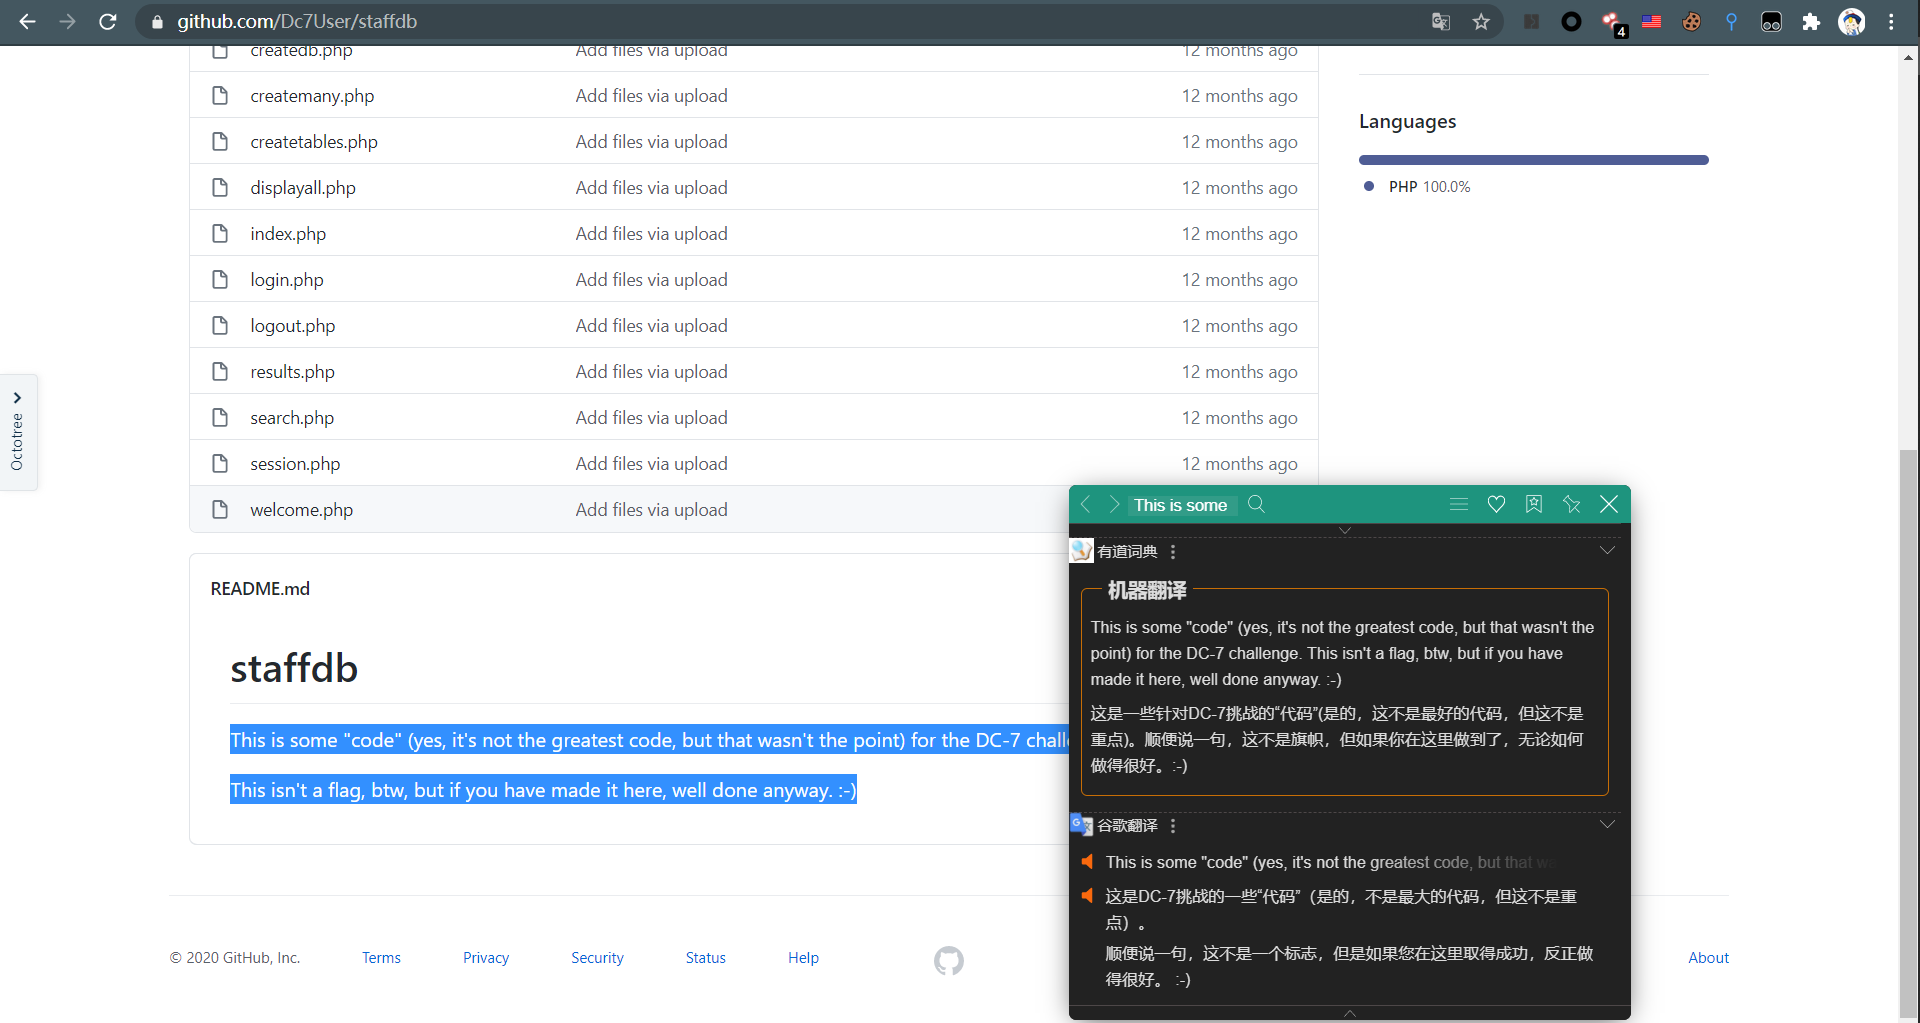 github.com/Dc7User/staffdb
4
createdb.php Add files via upload 12 months ago
createmany.php Add files via upload 12 months ago
createtables.php Add files via upload 12 months ago
displayall.php Add files via upload 12 months ago
index.php Add files via upload 12 months ago
login.php Add files via upload 12 months ago
logout.php Add files via upload 12 months ago
results.php Add files via upload 12 months ago
search.php Add files via upload 12 months ago
session.php Add files via upload 12 months ago
welcome.php Add files via upload
Languages
PHP 100.0%
Octotree
README.md
staffdb
This is some "code" (yes, it's not the greatest code, but that wasn't the point) for the DC-7
This isn't a flag, btw, but if you have made it here, well done anyway. :-)
This is some
有道词典
机器翻译
This is some "code" (yes, it's not the greatest code, but that wasn't the
point) for the DC-7 challenge. This isn't a flag, btw, but if you have
made it here, well done anyway. :-)
这是一些针对DC-7挑战的“代码”(是的，这不是最好的代码，但这不是
重点)。顺便说一句，这不是旗帜，但如果你在这里做到了，无论如何
做得很好。:-)
谷歌翻译
This is some "code" (yes, it's not the greatest code, but that
这是DC-7挑战的一些“代码”（是的，不是最大的代码，但这不是重
点）。
顺便说一句，这不是一个标志，但是如果您在这里取得成功，反正做
得很好。 :-)
© 2020 GitHub, Inc. Terms Privacy Security Status Help About